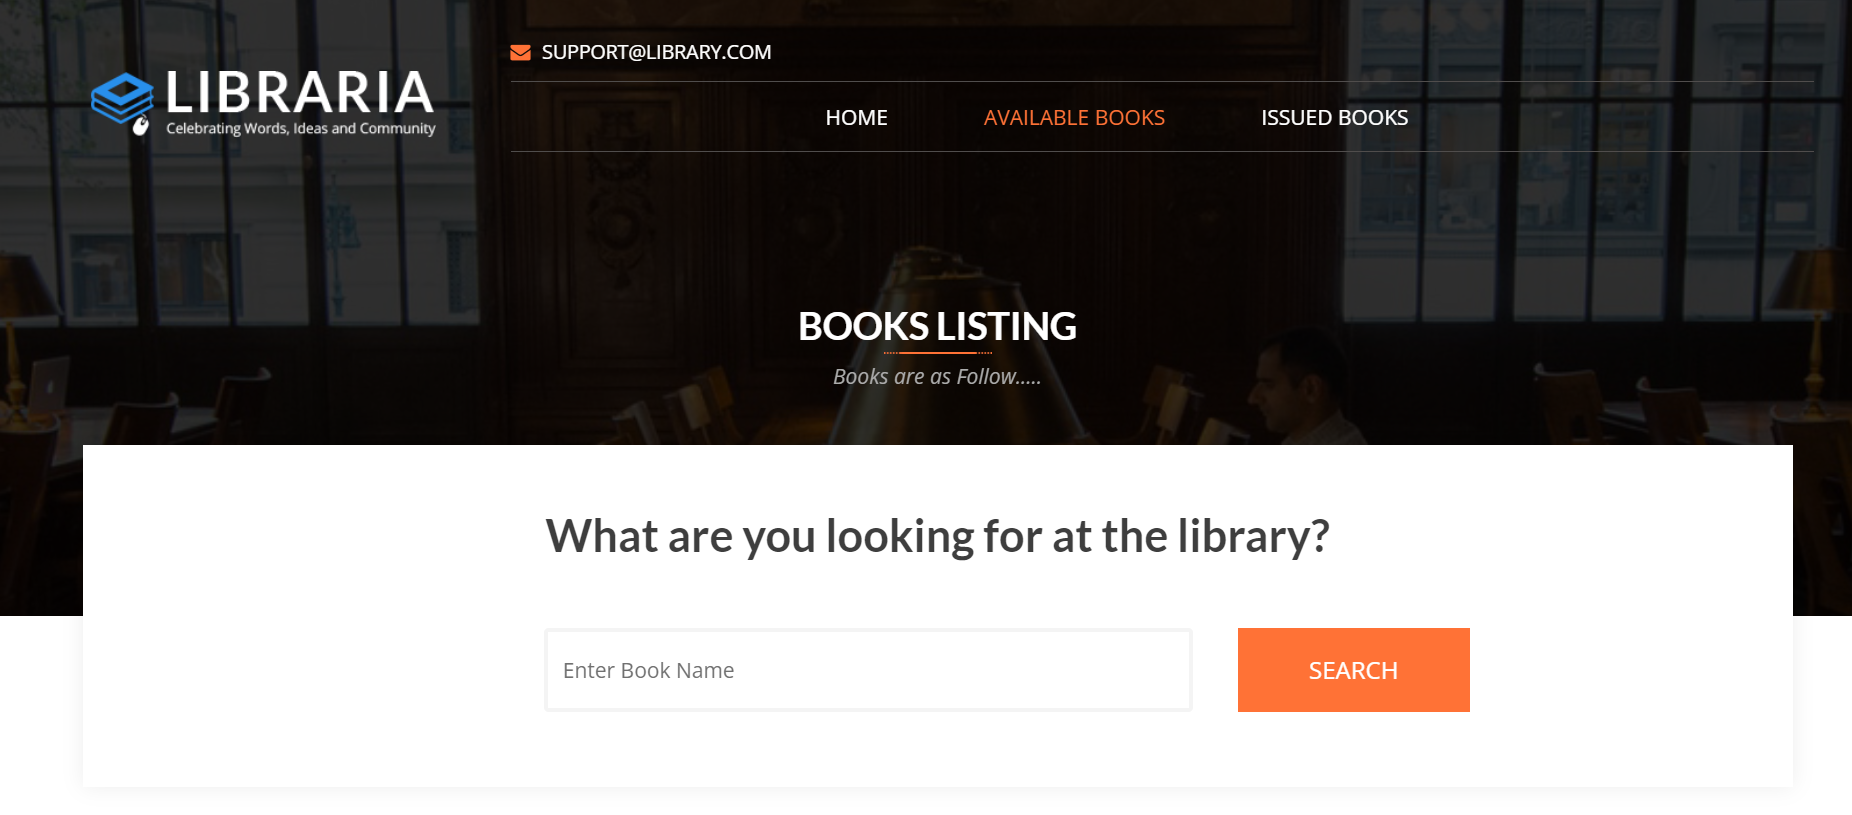 SUPPORT@LIBRARY.COM
LIBRARIA
Celebrating Words, Ideas and Community
HOME
AVAILABLE BOOKS
ISSUED BOOKS
BOOKS LISTING
Books are as Follow.....
What are you looking for at the library?
Enter Book Name
SEARCH